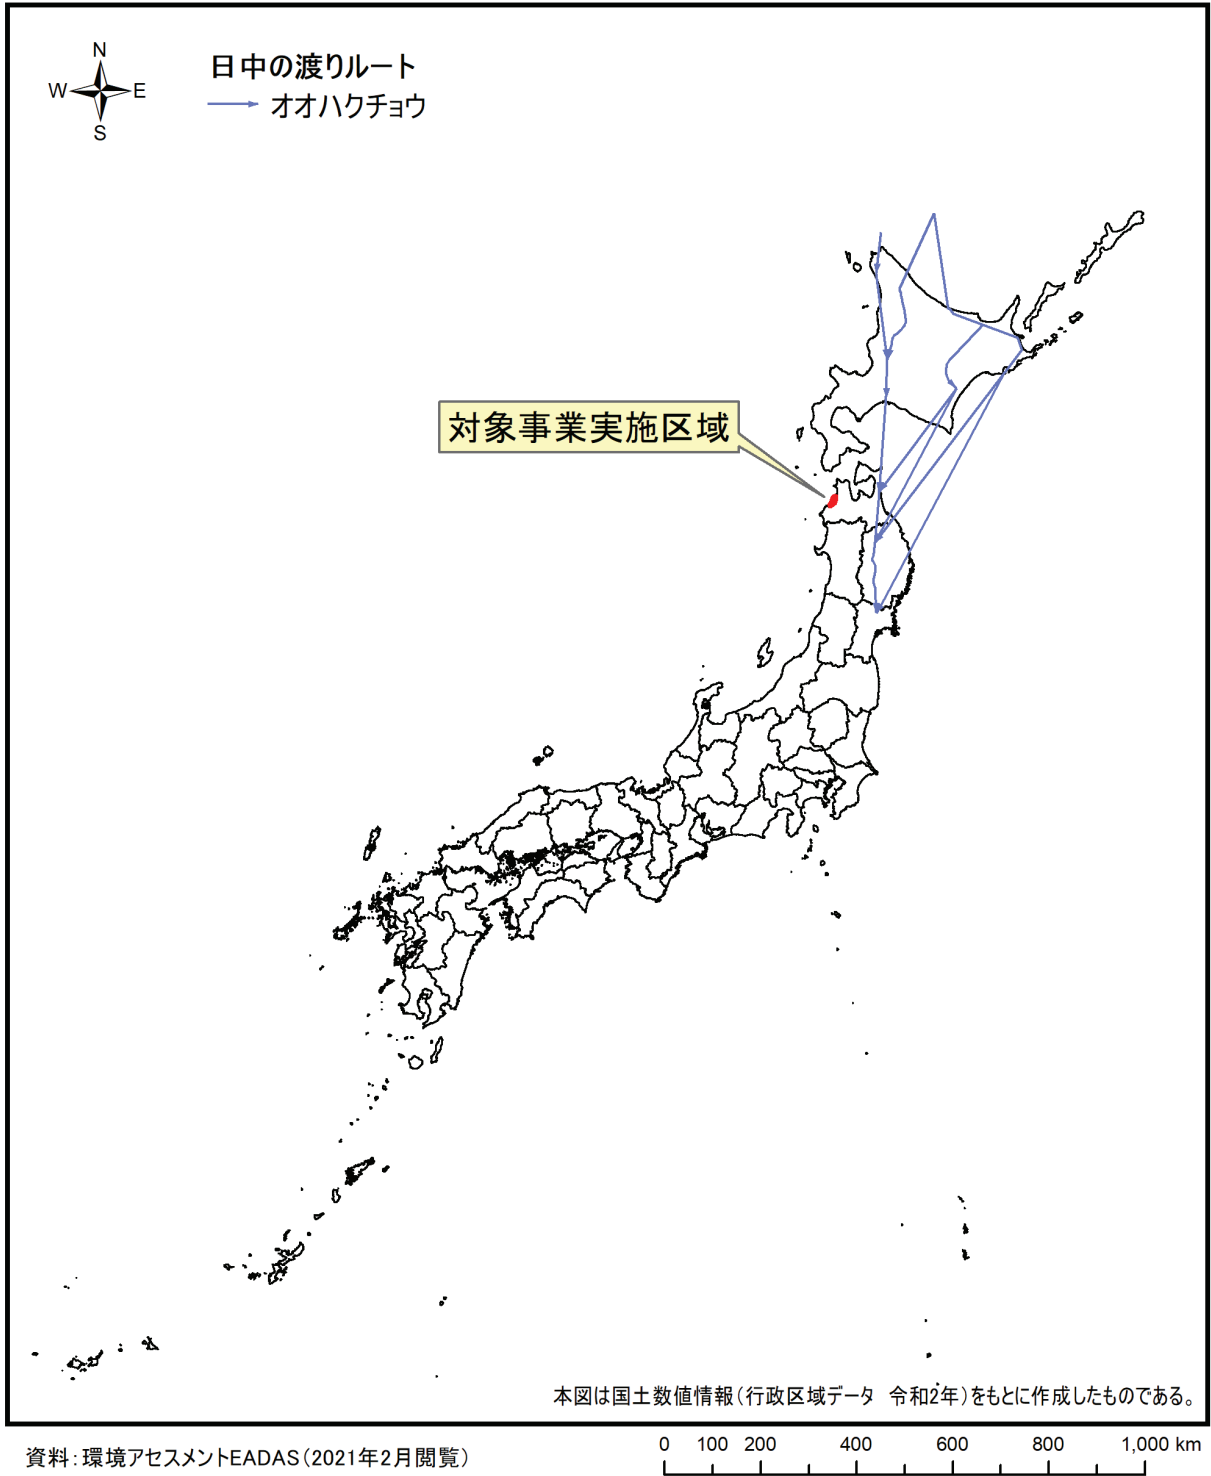 N
W E
S
日中の渡りルート
オオハクチョウ
対象事業実施区域
本図は国土数値情報(行政区域データ 令和2年)をもとに作成したものである。
資料:環境アセスメントEADAS(2021年2月閲覧)
0 100 200 400 600 800 1,000 km